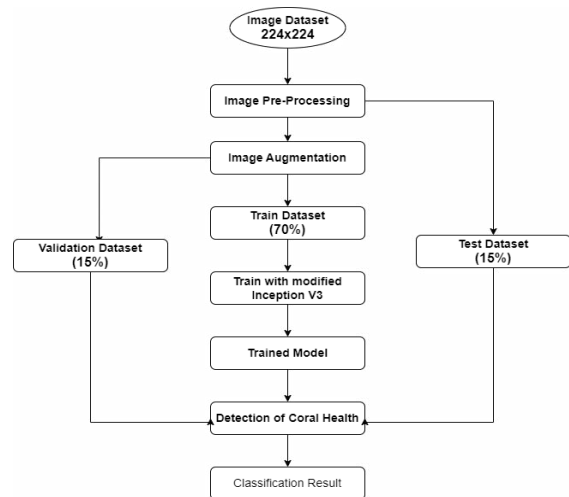 Image Dataset
224x224
Image Pre-Processing
Image Augmentation
Train Dataset
(70%)
Validation Dataset
(15%)
Test Dataset
(15%)
Train with modified
Inception V3
Trained Model
Detection of Coral Health
Classification Result